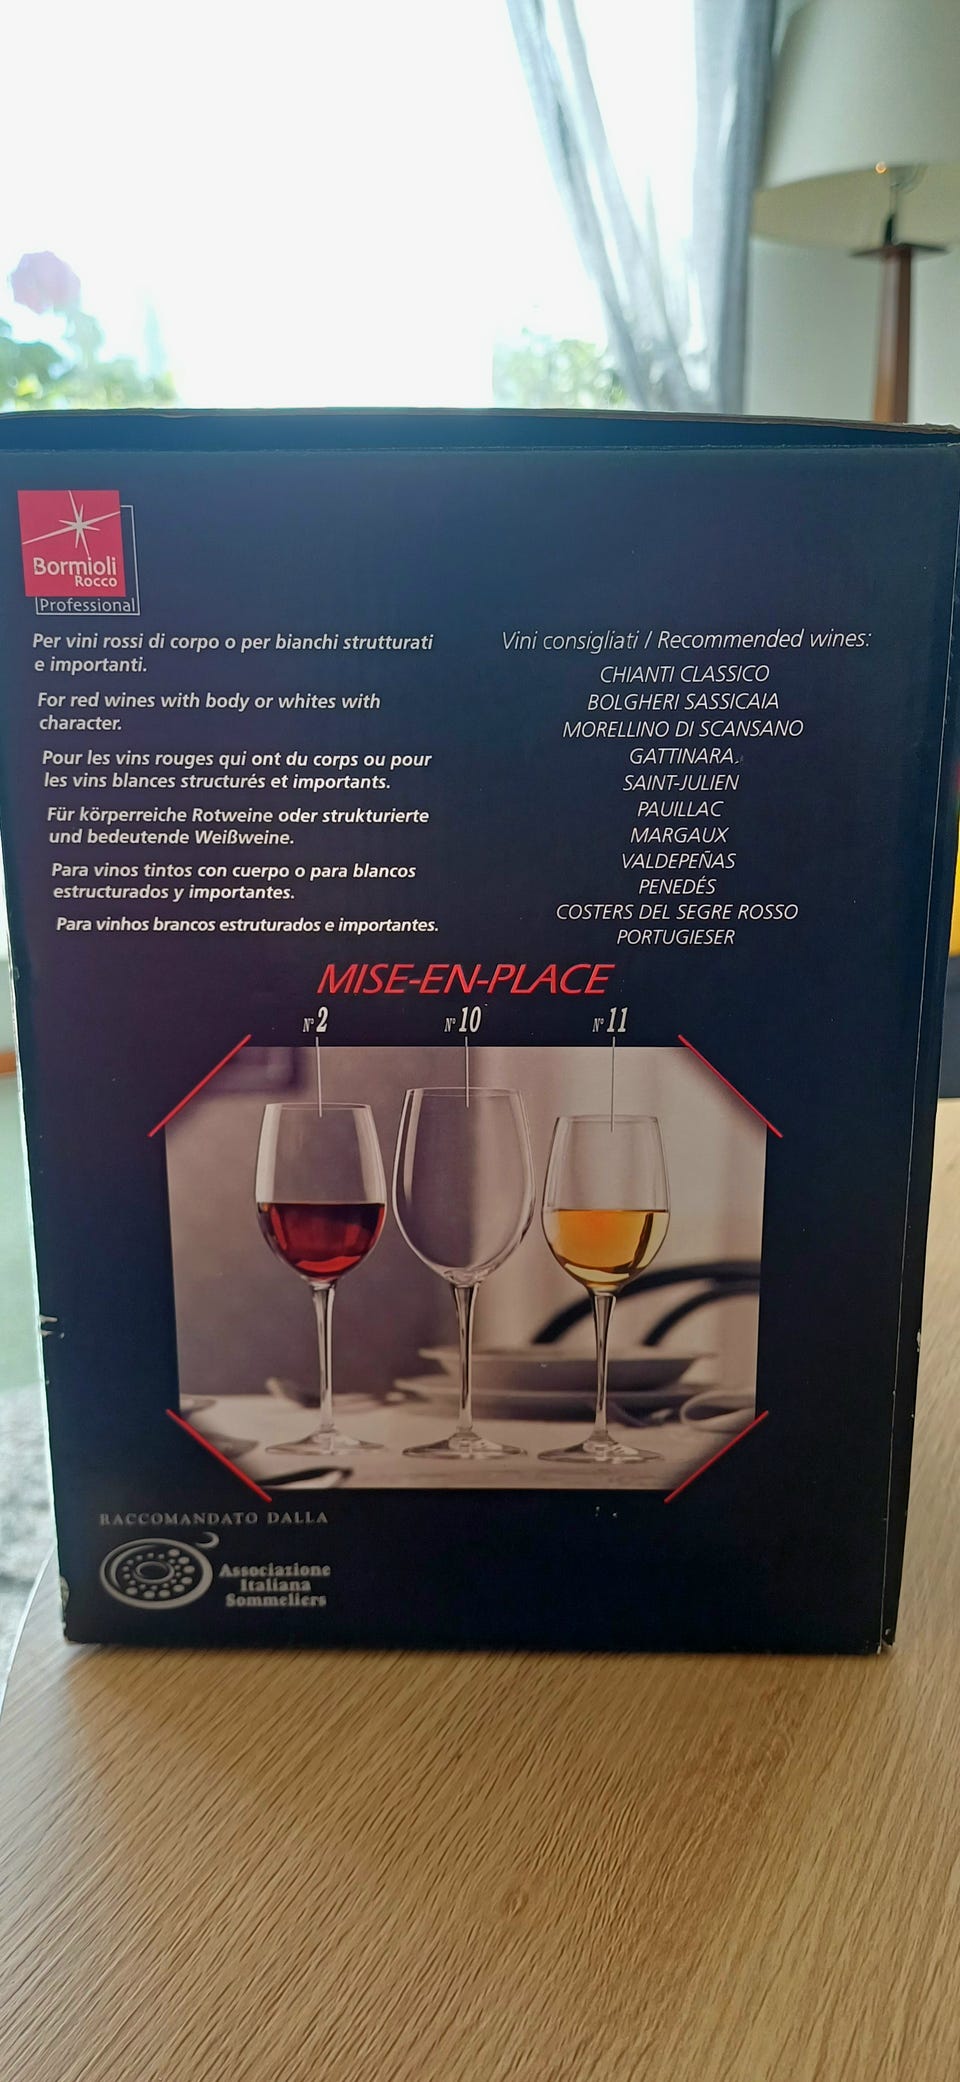 Bormioli
Rocco
Professional
Per vini rossi di corpo o per bianchi strutturati
e importanti.
For red wines with body or whites with
character.
Pour les vins rouges qui ont du corps ou pour
les vins blances structurés et importants.
Für körperreiche Rotweine oder strukturierte
und bedeutende Weißweine.
Para vinos tintos con cuerpo o para blancos
estructurados y importantes.
Para vinhos brancos estruturados e importantes.
Vini consigliati / Recommended wines:
CHIANTI CLASSICO
BOLGHERI SASSICAIA
MORELLINO DI SCANSANO
GATTINARA
SAINT-JULIEN
PAUILLAC
MARGAUX
VALDEPEÑAS
PENEDÉS
COSTERS DEL SEGRE ROSSO
PORTUGIESER
MISE-EN-PLACE
N°2 N°10 N°11
RACCOMANDATO DALLA
Associazione
Italiana
Sommeliers